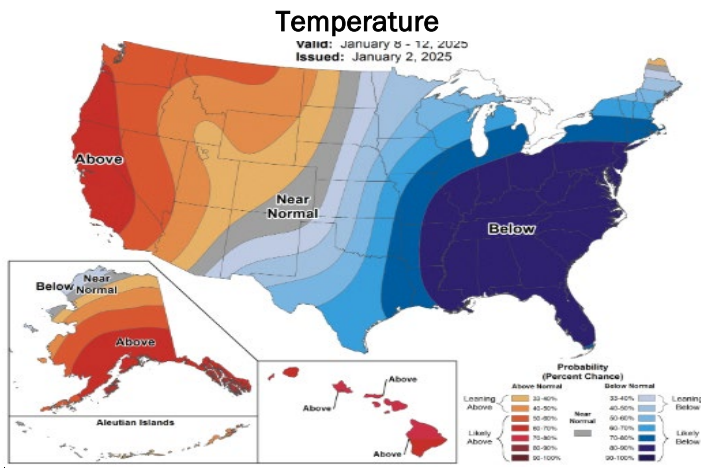 Temperature
Valid: January 8 - 12, 2025
Issued: January 2, 2025
Above
Near
Normal
Below
Below
Near
Normal
Above
Aleutian Islands
Above
Above
Above
Probability
(Percent Chance)
Above Normal
Below Normal
Leaning
Above
33-40%
40-50%
50-60%
Likely
Above
60-70%
70-80%
80-90%
90-100%
Near
Normal
33-40%
40-50%
50-60%
60-70%
70-80%
80-90%
90-100%
Leaning
Below
Likely
Below